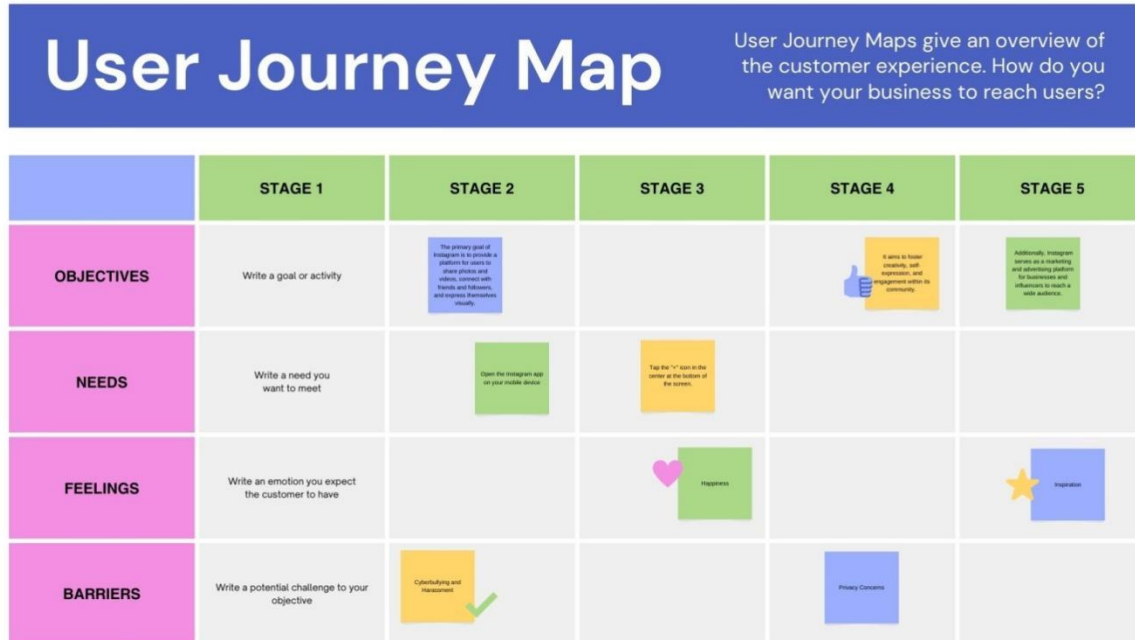 User Journey Map
User Journey Maps give an overview of
the customer experience. How do you
want your business to reach users?
STAGE 1
STAGE 2
STAGE 3
STAGE 4
STAGE 5
OBJECTIVES
Write a goal or activity
The primary goal of
Instagram is to provide a
platform for users to
share photos and
videos, connect with
friends and followers,
and express themselves
visually.
It aims to foster
creativity, self-
expression, and
engagement within its
community.
Additionally, Instagram
serves as a marketing
and advertising platform
for businesses and
influencers to reach a
wide audience.
NEEDS
Write a need you
want to meet
Open the Instagram app
on your mobile device
Tap the "+" icon in the
center at the bottom of
the screen.
FEELINGS
Write an emotion you expect
the customer to have
Happiness
Inspiration
BARRIERS
Write a potential challenge to your
objective
Cyberbullying and
Harassment
Privacy Concerns